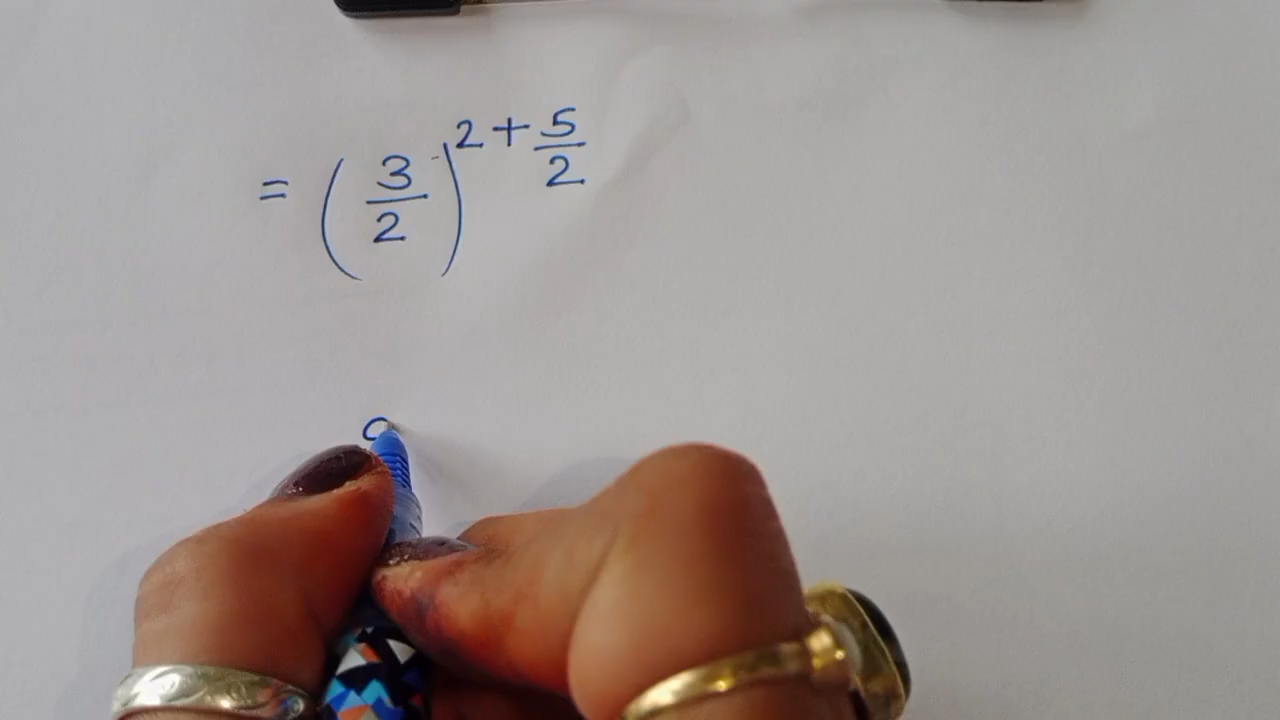 = (3/2)^2 + 5/2
a